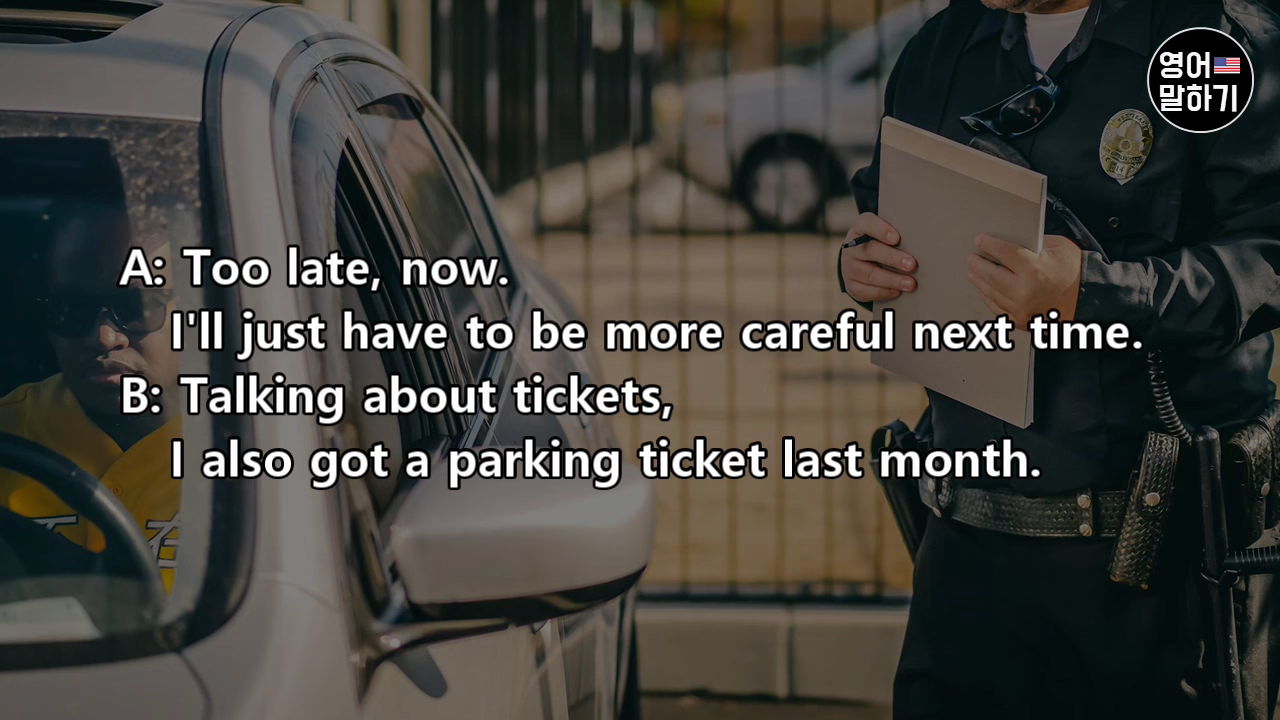 영어
말하기
A: Too late, now.
I'll just have to be more careful next time.
B: Talking about tickets,
I also got a parking ticket last month.